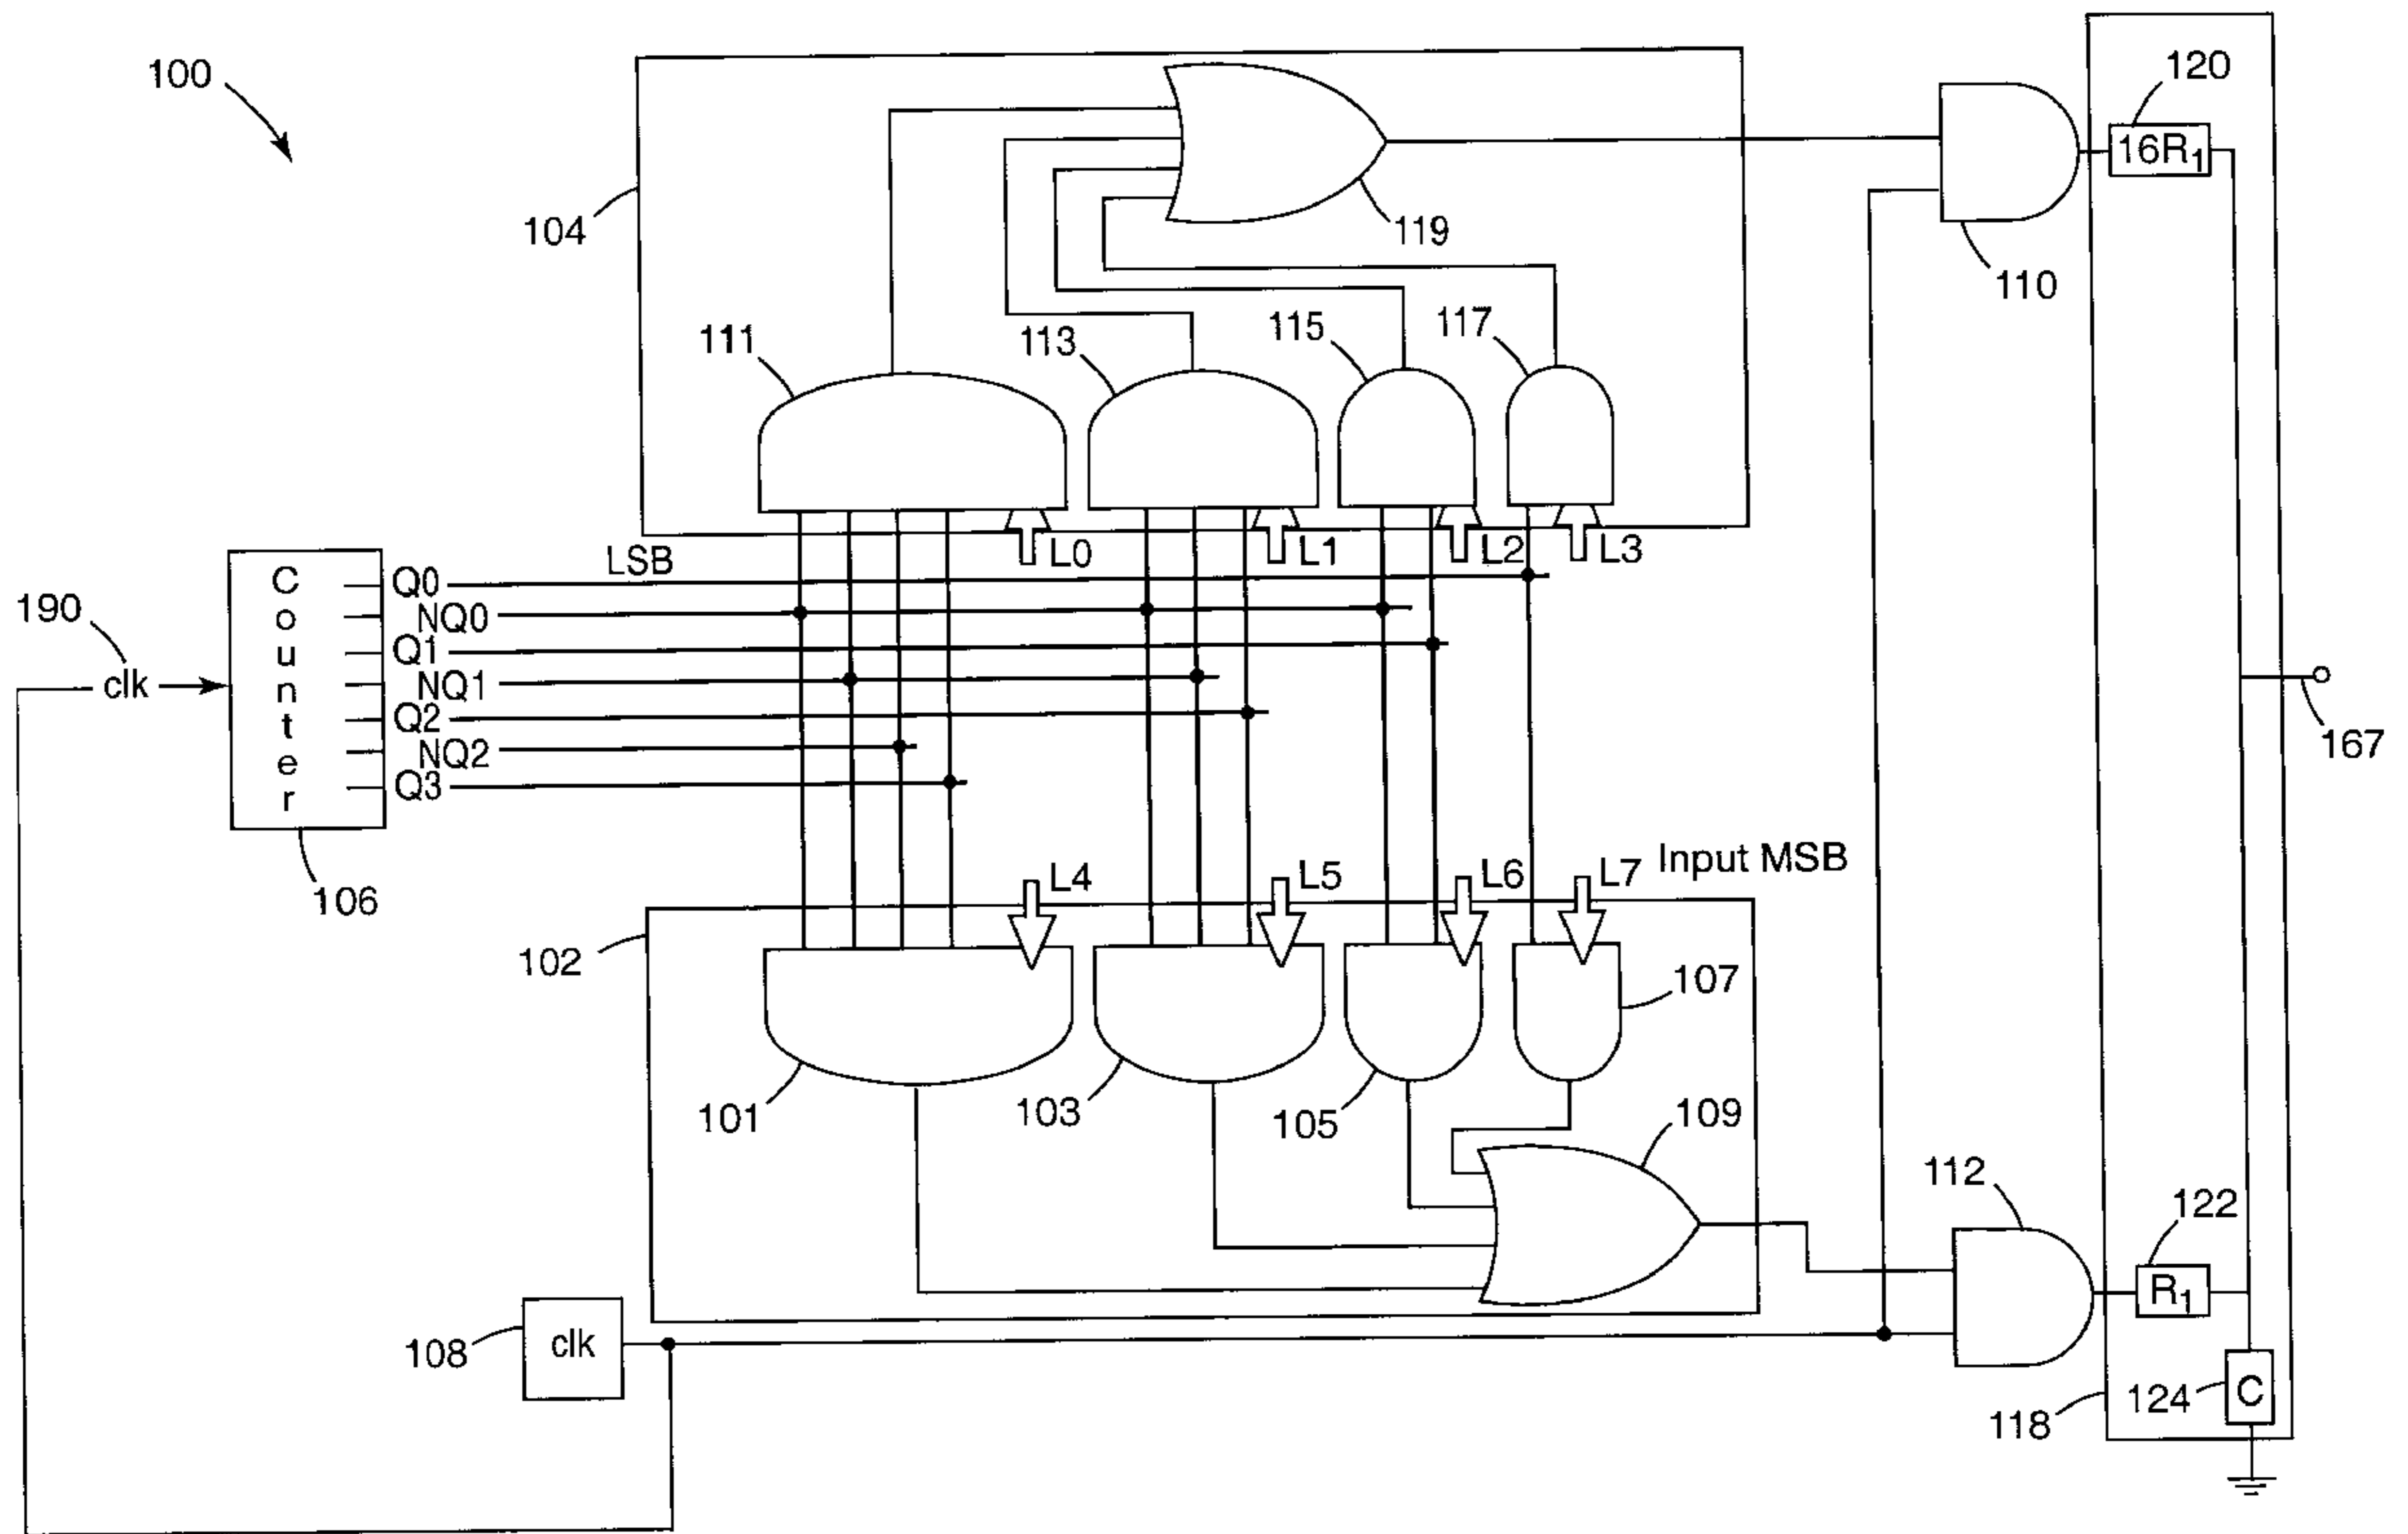 100
120
16R1
104
119
110
111
113
115
117
L0
L1
L2
L3
LSB
Counter
Q0
NQ0
Q1
NQ1
Q2
NQ2
Q3
190
clk
106
167
L4
L5
L6
L7
Input MSB
102
107
101
103
105
109
112
122
R1
108
clk
118
124
C